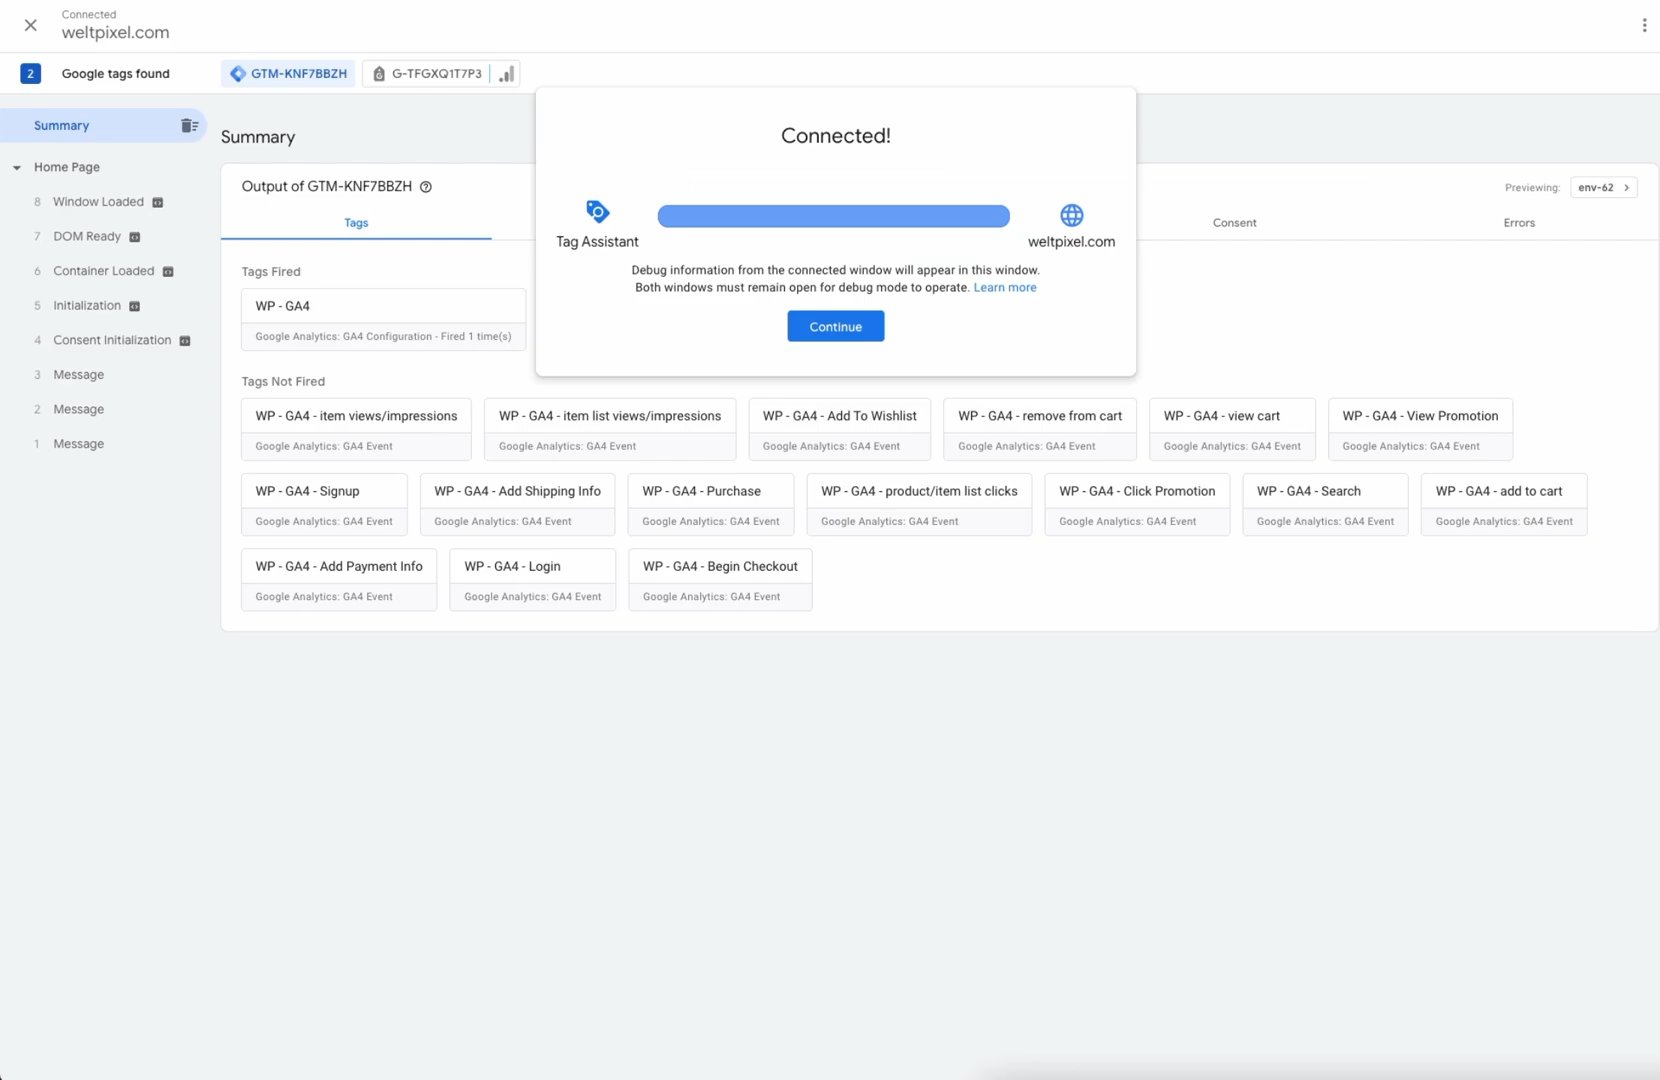 Connected
weltpixel.com
2 Google tags found GTM-KNF7BBZH G-TFGXQ1T7P3
Summary
Home Page
8 Window Loaded
7 DOM Ready
6 Container Loaded
5 Initialization
4 Consent Initialization
3 Message
2 Message
1 Message
Summary
Output of GTM-KNF7BBZH
Previewing: env-62
Tags
Consent
Errors
Connected!
Tag Assistant
weltpixel.com
Debug information from the connected window will appear in this window.
Both windows must remain open for debug mode to operate. Learn more
Continue
Tags Fired
WP - GA4
Google Analytics: GA4 Configuration - Fired 1 time(s)
Tags Not Fired
WP - GA4 - item views/impressions
Google Analytics: GA4 Event
WP - GA4 - item list views/impressions
Google Analytics: GA4 Event
WP - GA4 - Add To Wishlist
Google Analytics: GA4 Event
WP - GA4 - remove from cart
Google Analytics: GA4 Event
WP - GA4 - view cart
Google Analytics: GA4 Event
WP - GA4 - View Promotion
Google Analytics: GA4 Event
WP - GA4 - Signup
Google Analytics: GA4 Event
WP - GA4 - Add Shipping Info
Google Analytics: GA4 Event
WP - GA4 - Purchase
Google Analytics: GA4 Event
WP - GA4 - product/item list clicks
Google Analytics: GA4 Event
WP - GA4 - Click Promotion
Google Analytics: GA4 Event
WP - GA4 - Search
Google Analytics: GA4 Event
WP - GA4 - add to cart
Google Analytics: GA4 Event
WP - GA4 - Add Payment Info
Google Analytics: GA4 Event
WP - GA4 - Login
Google Analytics: GA4 Event
WP - GA4 - Begin Checkout
Google Analytics: GA4 Event